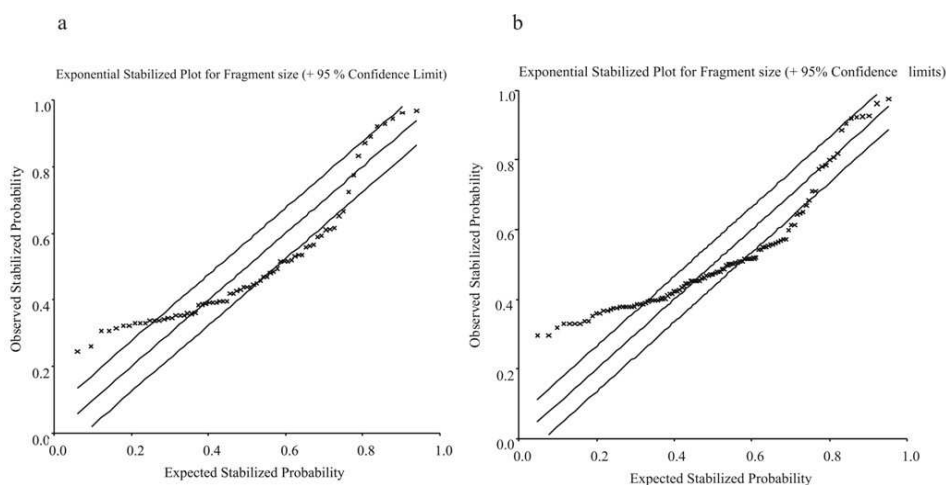 a
Exponential Stabilized Plot for Fragment size (+ 95 % Confidence Limit)
1.0
0.8
0.6
0.4
0.2
0.0
Observed Stabilized Probability
0.0 0.2 0.4 0.6 0.8 1.0
Expected Stabilized Probability
b
Exponential Stabilized Plot for Fragment size (+ 95% Confidence limits)
1.0
0.8
0.6
0.4
0.2
0.0
Observed Stabilized Probability
0.0 0.2 0.4 0.6 0.8 1.0
Expected Stabilized Probability